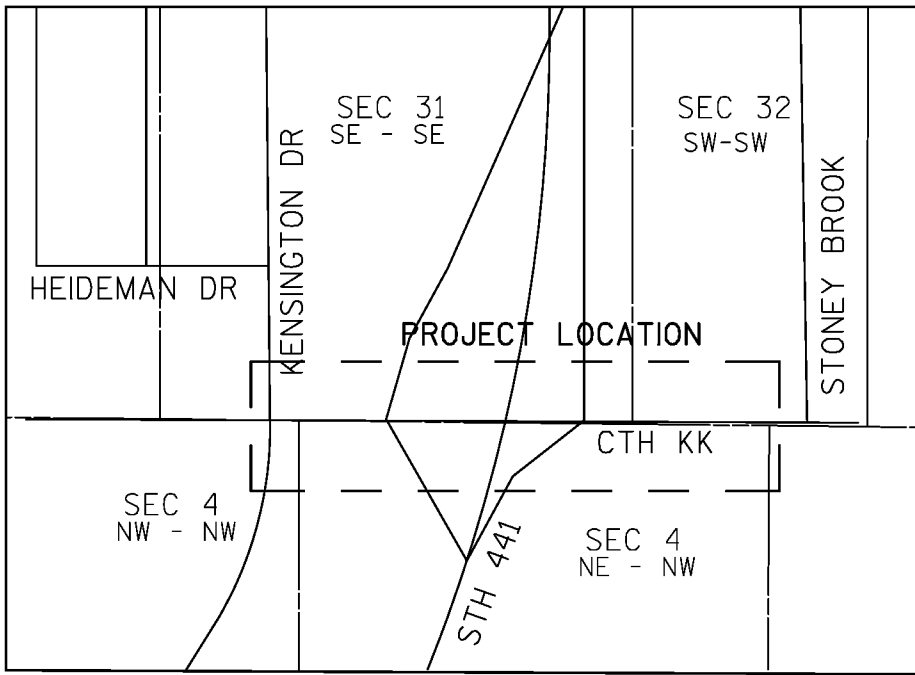 SEC 31
SE - SE
SEC 32
SW-SW
KENSINGTON DR
STONEY BROOK
HEIDEMAN DR
PROJECT LOCATION
CTH KK
SEC 4
NW - NW
STH 441
SEC 4
NE - NW